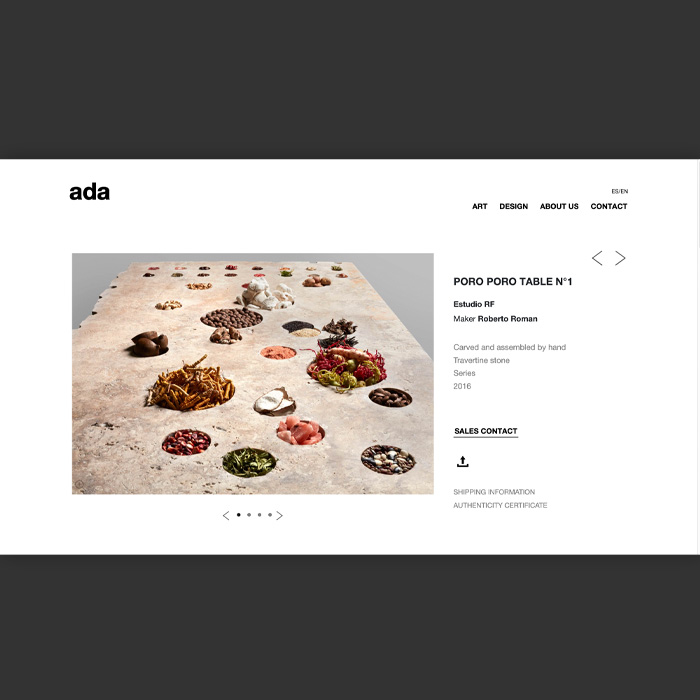 ada
ES/EN
ART DESIGN ABOUT US CONTACT
PORO PORO TABLE N°1
Estudio RF
Maker Roberto Roman
Carved and assembled by hand
Travertine stone
Series
2016
SALES CONTACT
SHIPPING INFORMATION
AUTHENTICITY CERTIFICATE